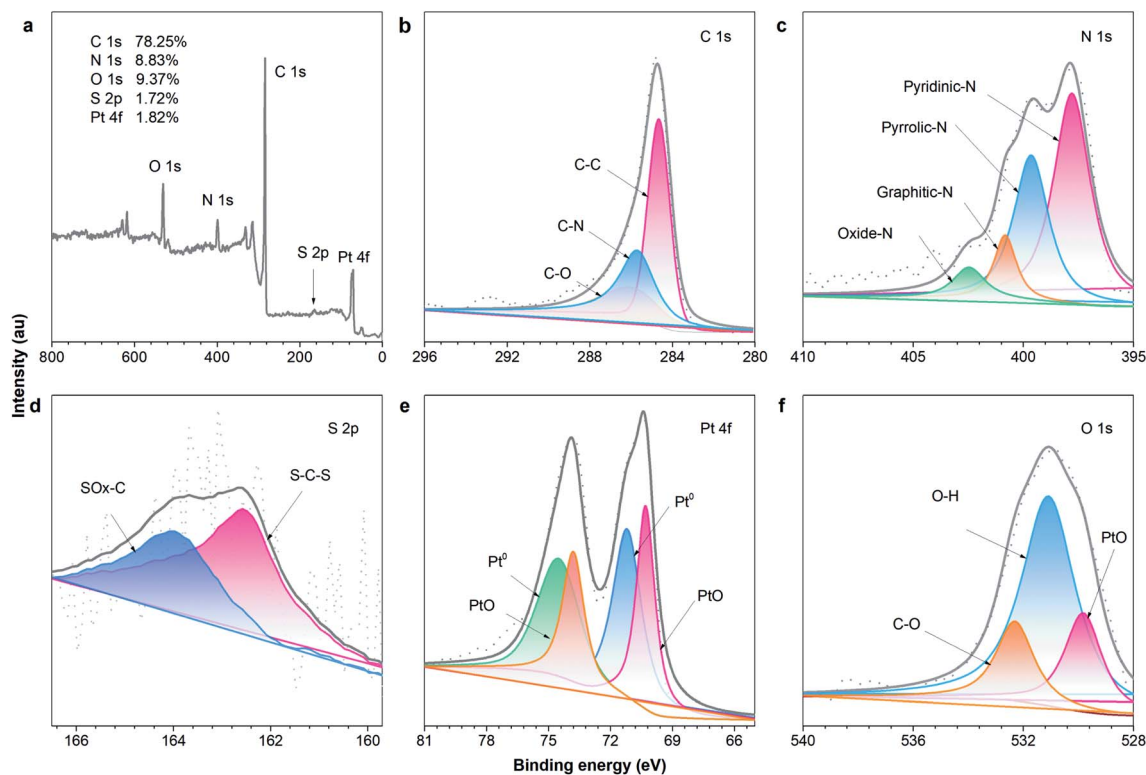 a
C 1s 78.25%
N 1s 8.83%
O 1s 9.37%
S 2p 1.72%
Pt 4f 1.82%
C 1s
O 1s
N 1s
S 2p
Pt 4f
800 600 400 200 0
b
C 1s
C-C
C-N
C-O
296 292 288 284 280
c
N 1s
Pyridinic-N
Pyrrolic-N
Graphitic-N
Oxide-N
410 405 400 395
Intensity (au)
d
S 2p
SOx-C
S-C-S
166 164 162 160
e
Pt 4f
Pt⁰
Pt⁰
PtO
PtO
81 78 75 72 69 66
f
O 1s
O-H
PtO
C-O
540 536 532 528
Binding energy (eV)